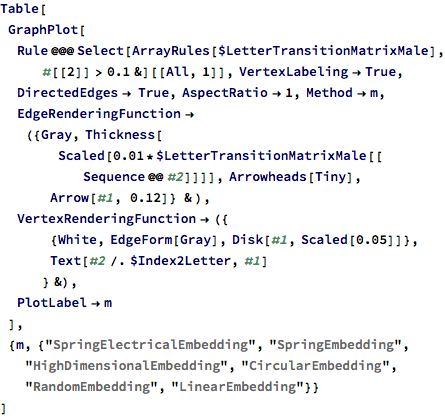 Table[
GraphPlot[
Rule @@@ Select[ArrayRules[$LetterTransitionMatrixMale],
#[[2]] > 0.1 &][[All, 1]], VertexLabeling → True,
DirectedEdges → True, AspectRatio → 1, Method → m,
EdgeRenderingFunction →
({Gray, Thickness[
Scaled[0.01 * $LetterTransitionMatrixMale[[
Sequence @@ #2]]]], Arrowheads[Tiny],
Arrow[#1, 0.12]} &),
VertexRenderingFunction → ({
{White, EdgeForm[Gray], Disk[#1, Scaled[0.05]]},
Text[#2 /. $Index2Letter, #1]
} &),
PlotLabel → m
],
{m, {"SpringElectricalEmbedding", "SpringEmbedding",
"HighDimensionalEmbedding", "CircularEmbedding",
"RandomEmbedding", "LinearEmbedding"}}
]